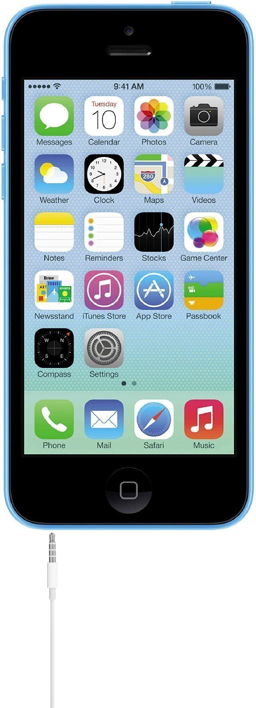 9:41 AM 100%
Tuesday
10
280
Messages Calendar Photos Camera
Weather Clock Maps Videos
Notes Reminders Stocks Game Center
Newsstand iTunes Store App Store Passbook
Compass Settings
Phone Mail Safari Music